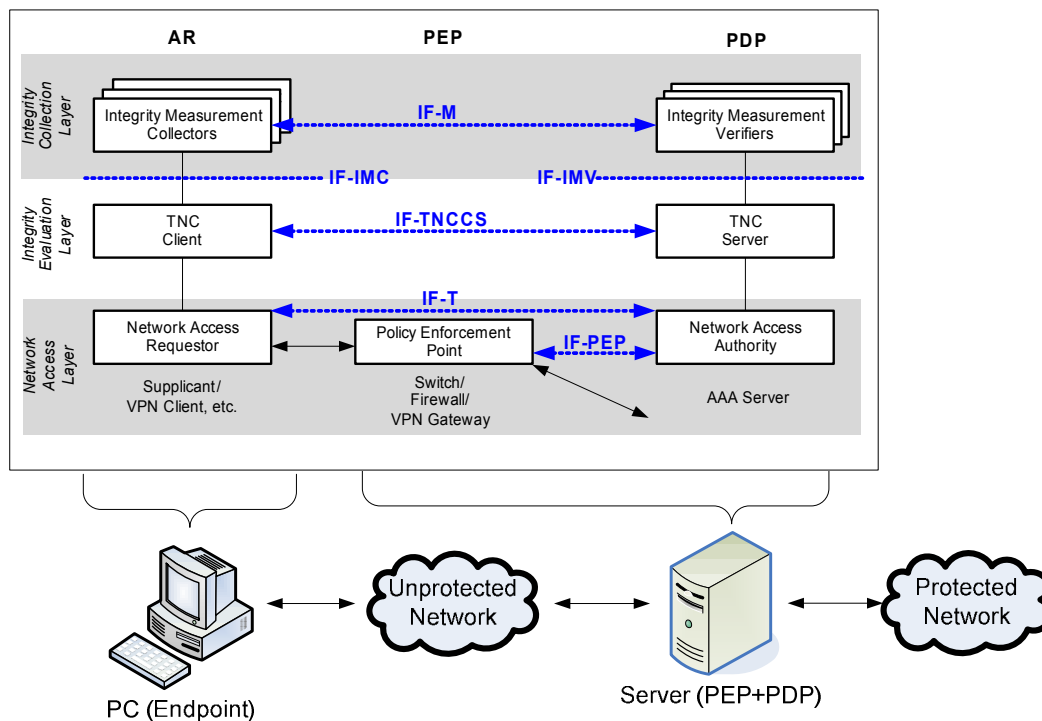 AR
PEP
PDP
Integrity
Collection
Layer
Integrity Measurement
Collectors
IF-M
Integrity Measurement
Verifiers
IF-IMC
IF-IMV
Integrity
Evaluation
Layer
TNC
Client
IF-TNCCS
TNC
Server
Network
Access
Layer
IF-T
Network Access
Requestor
Policy Enforcement
Point
IF-PEP
Network Access
Authority
Supplicant/
VPN Client, etc.
Switch/
Firewall/
VPN Gateway
AAA Server
Unprotected
Network
Protected
Network
PC (Endpoint)
Server (PEP+PDP)